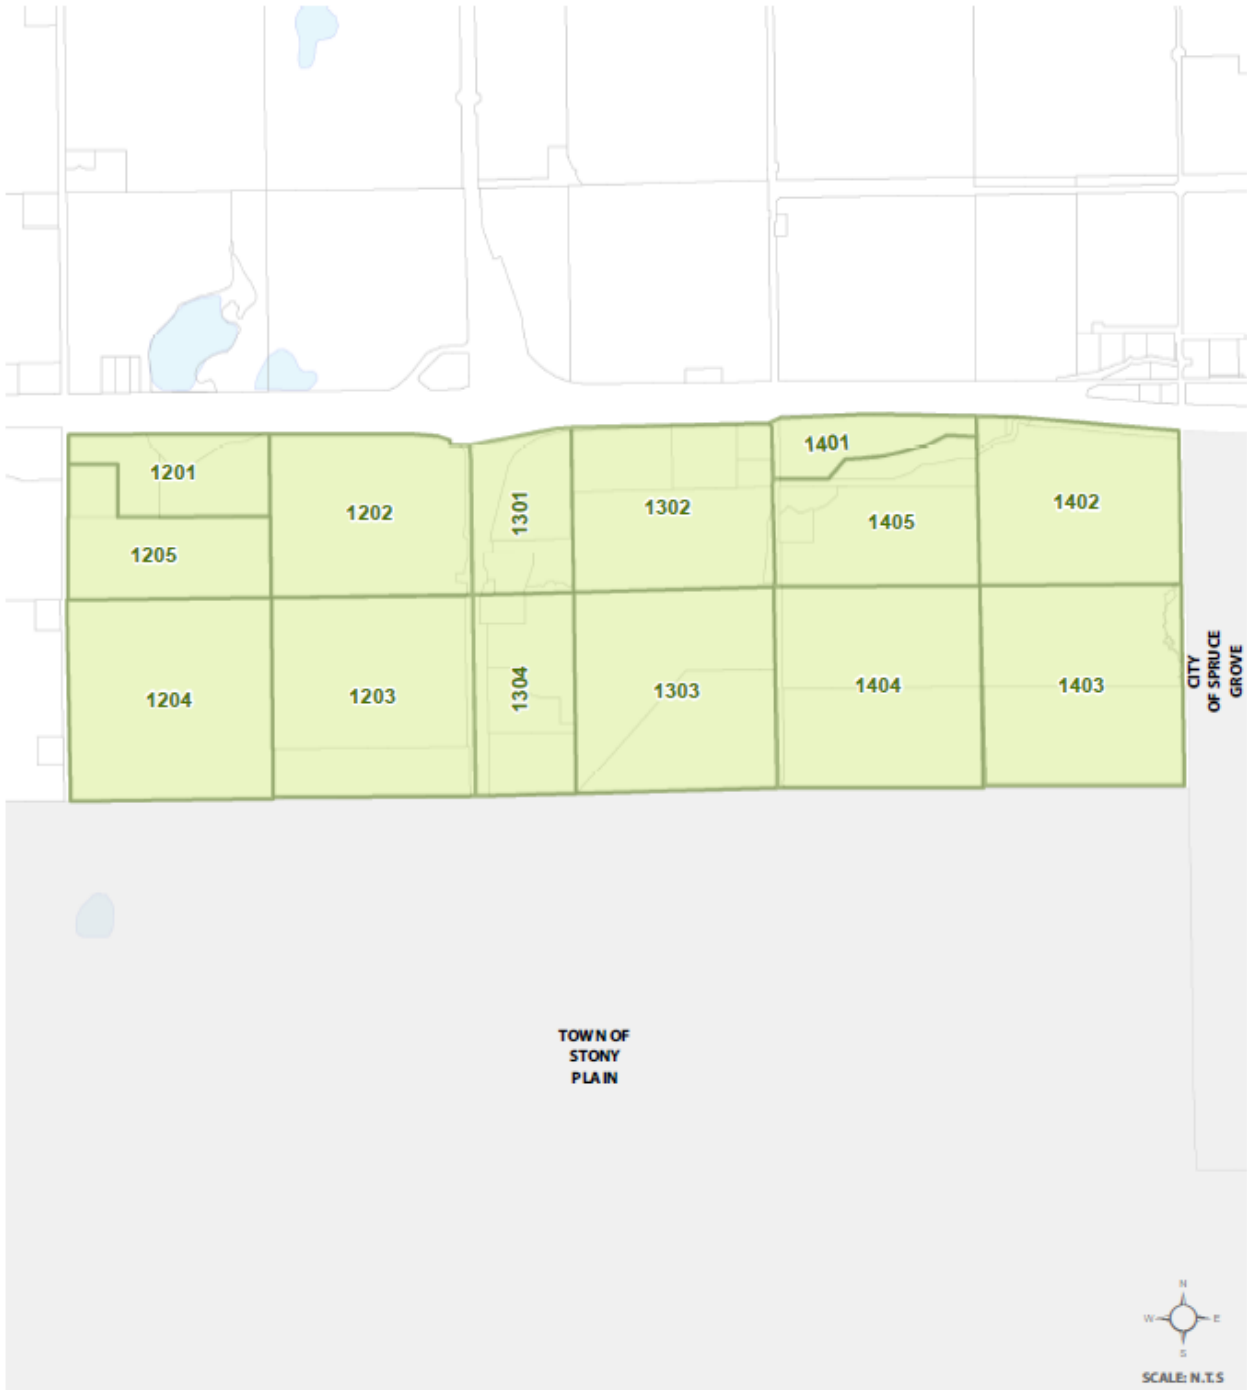 1401
1201
1202
1301
1302
1405
1402
1205
1204
1203
1304
1303
1404
1403
CITY
OF SPRUCE
GROVE
TOWN OF
STONY
PLAIN
N
W
E
S
SCALE: N.T.S